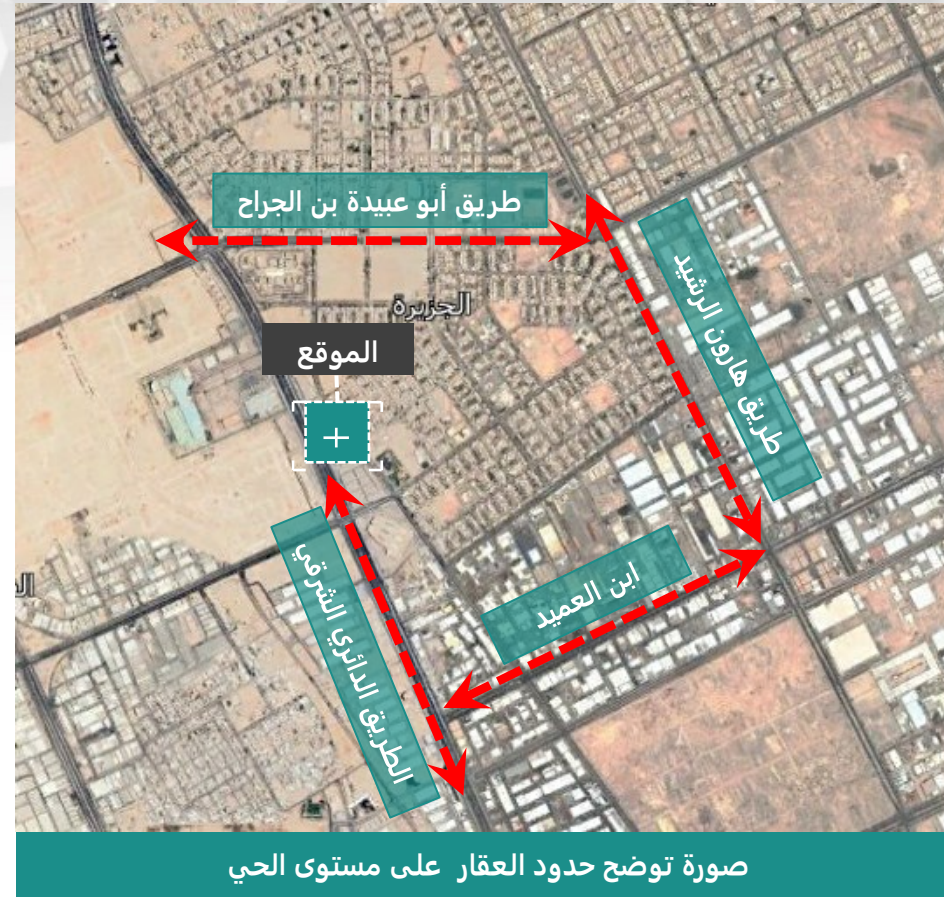 طريق أبو عبيدة بن الجراح
طريق هارون الرشيد
الجزيرة
الموقع
ابن العميد
الطريق الدائري الشرقي
صورة توضح حدود العقار على مستوى الحي